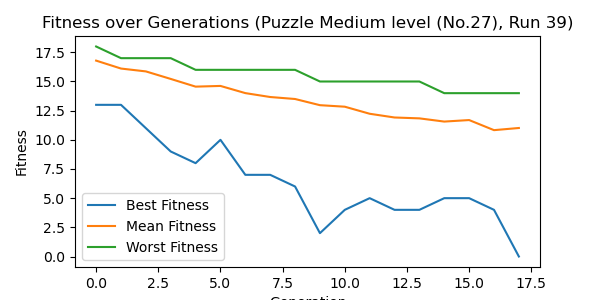 Fitness over Generations (Puzzle Medium level (No.27), Run 39)
17.5
15.0
12.5
10.0
7.5
5.0
2.5
0.0
Fitness
Best Fitness
Mean Fitness
Worst Fitness
0.0 2.5 5.0 7.5 10.0 12.5 15.0 17.5
Generation